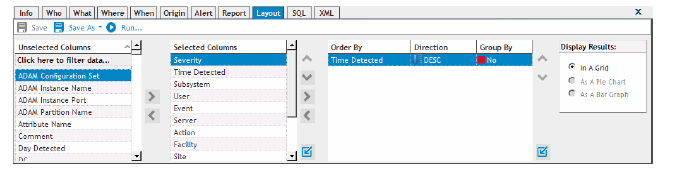 Info Who What Where When Origin Alert Report Layout SQL XML X
Save Save As Run...
Unselected Columns Selected Columns Order By Direction Group By Display Results:
Click here to filter data... Severity Time Detected DESC No
Time Detected In A Grid
ADAM Configuration Set Subsystem As A Pie Chart
ADAM Instance Name User As A Bar Graph
ADAM Instance Port Event
ADAM Partition Name Server
Attribute Name Action
Comment Facility
Day Detected Site
DC